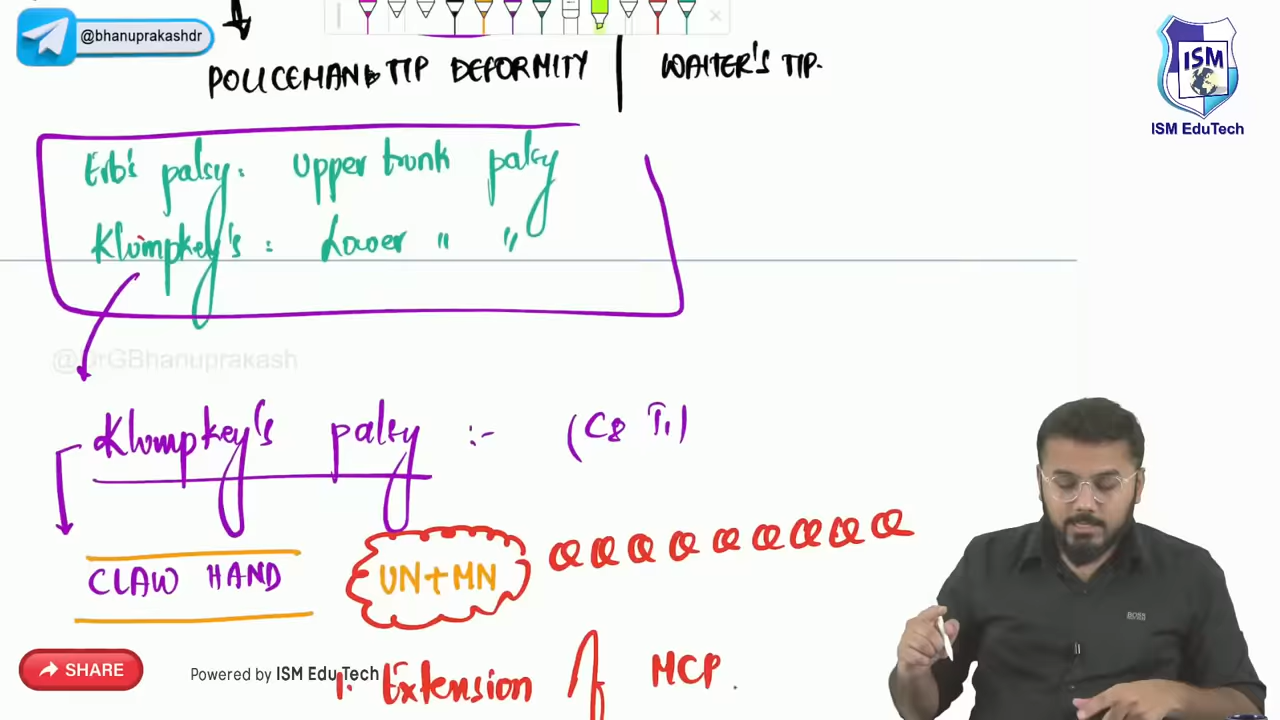 @bhanuprakashdr
POLICEMAN TIP DEFORMITY | WAITER'S TIP.
ISM
ISM EduTech
Erb's palsy: Upper trunk palsy
Klumpkey's : Lower " "
@DrGBhanuprakash
Klumpkey's palsy :- (C8 T1)
CLAW HAND UN+MN
SHARE
Powered by ISM EduTech
1. Extension of MCP.
BOSS